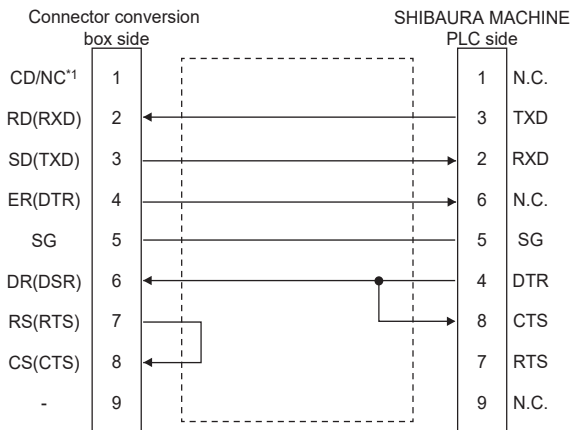 Connector conversion box side
SHIBAURA MACHINE PLC side
CD/NC*1 1 1 N.C.
RD(RXD) 2 3 TXD
SD(TXD) 3 2 RXD
ER(DTR) 4 6 N.C.
SG 5 5 SG
DR(DSR) 6 4 DTR
RS(RTS) 7 8 CTS
CS(CTS) 8 7 RTS
- 9 9 N.C.